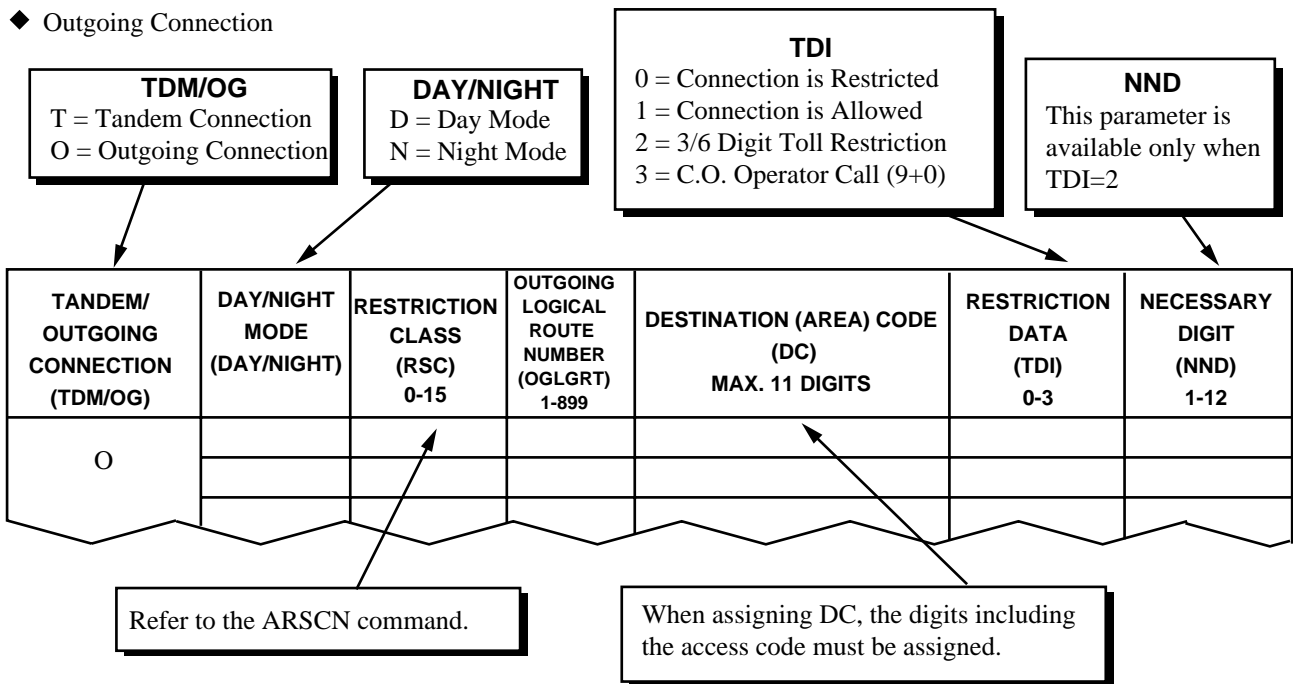 ◆ Outgoing Connection
TDM/OG
T = Tandem Connection
O = Outgoing Connection
DAY/NIGHT
D = Day Mode
N = Night Mode
TDI
0 = Connection is Restricted
1 = Connection is Allowed
2 = 3/6 Digit Toll Restriction
3 = C.O. Operator Call (9+0)
NND
This parameter is
available only when
TDI=2
TANDEM/
OUTGOING
CONNECTION
(TDM/OG)
DAY/NIGHT
MODE
(DAY/NIGHT)
RESTRICTION
CLASS
(RSC)
0-15
OUTGOING
LOGICAL
ROUTE
NUMBER
(OGLGRT)
1-899
DESTINATION (AREA) CODE
(DC)
MAX. 11 DIGITS
RESTRICTION
DATA
(TDI)
0-3
NECESSARY
DIGIT
(NND)
1-12
O
Refer to the ARSCN command.
When assigning DC, the digits including
the access code must be assigned.